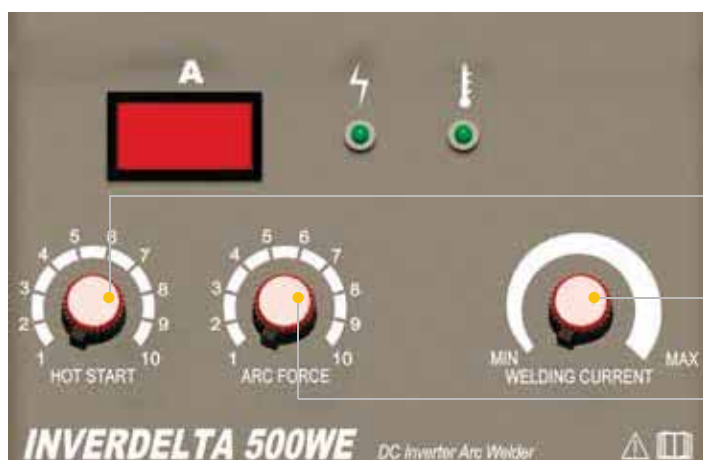 A
5 6
4 7
3 8
2 9
1 10
HOT START
5 6
4 7
3 8
2 9
1 10
ARC FORCE
MIN MAX
WELDING CURRENT
INVERDELTA 500WE DC Inverter Arc Welder